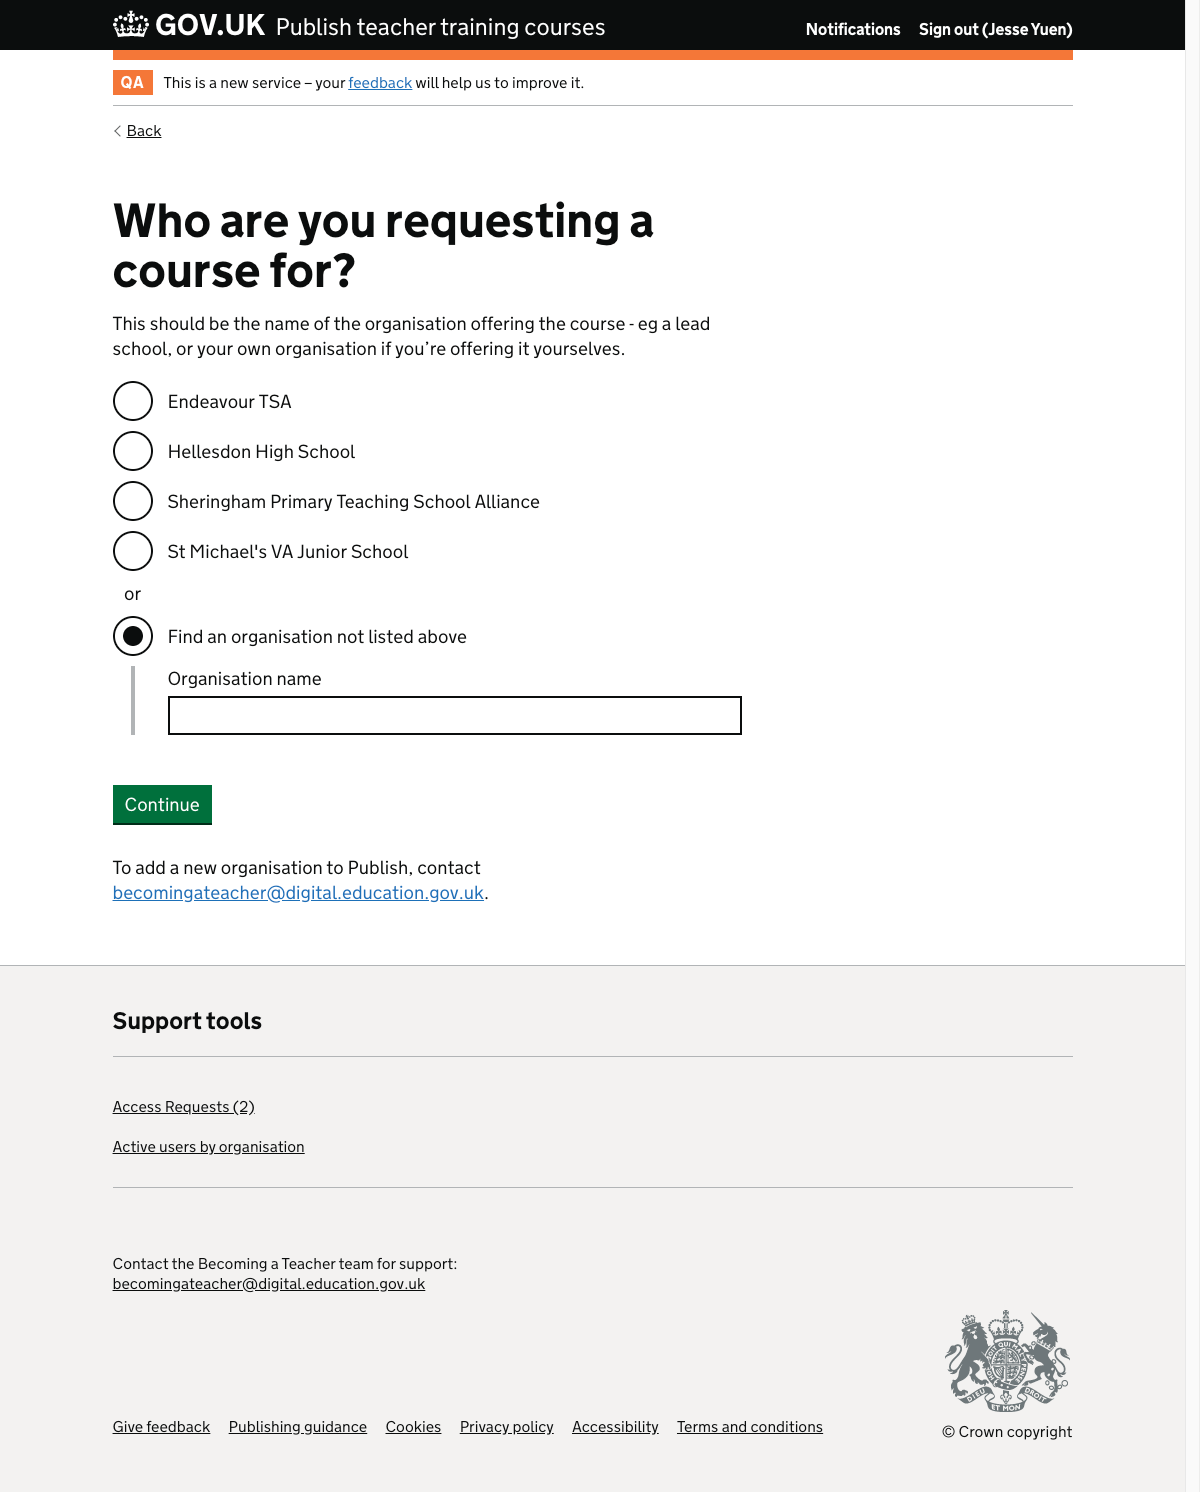 GOV.UK Publish teacher training courses Notifications Sign out (Jesse Yuen)
QA This is a new service – your feedback will help us to improve it.
Back
Who are you requesting a
course for?
This should be the name of the organisation offering the course - eg a lead
school, or your own organisation if you’re offering it yourselves.
Endeavour TSA
Hellesdon High School
Sheringham Primary Teaching School Alliance
St Michael's VA Junior School
or
Find an organisation not listed above
Organisation name
Continue
To add a new organisation to Publish, contact
becomingateacher@digital.education.gov.uk.
Support tools
Access Requests (2)
Active users by organisation
Contact the Becoming a Teacher team for support:
becomingateacher@digital.education.gov.uk
DIEU ET MON DROIT
Give feedback Publishing guidance Cookies Privacy policy Accessibility Terms and conditions
© Crown copyright